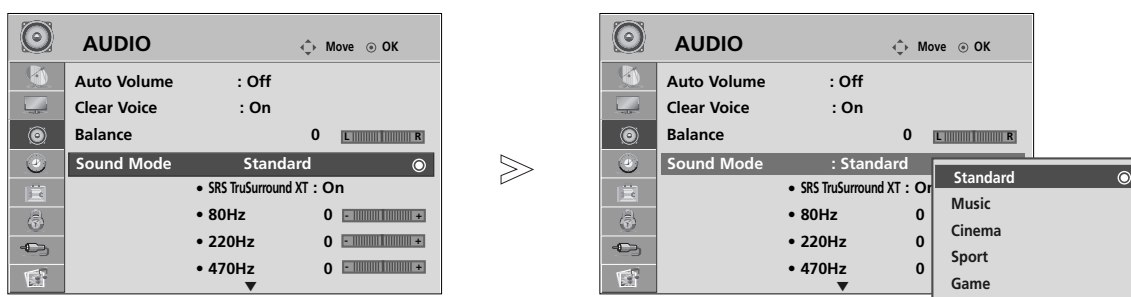 AUDIO Move OK
Auto Volume : Off
Clear Voice : On
Balance 0 L R
Sound Mode Standard
• SRS TruSurround XT : On
• 80Hz 0 - +
• 220Hz 0 - +
• 470Hz 0 - +
▼
AUDIO Move OK
Auto Volume : Off
Clear Voice : On
Balance 0 L R
Sound Mode : Standard
• SRS TruSurround XT : On
• 80Hz 0
• 220Hz 0
• 470Hz 0
▼
Standard
Music
Cinema
Sport
Game